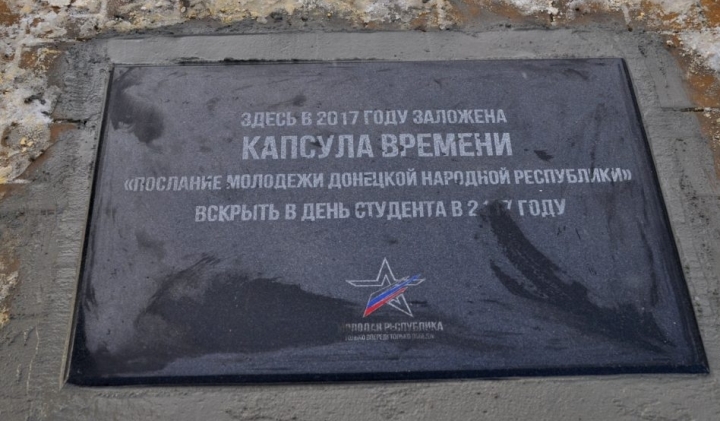 ЗДЕСЬ В 2017 ГОДУ ЗАЛОЖЕНА
КАПСУЛА ВРЕМЕНИ
«ПОСЛАНИЕ МОЛОДЕЖИ ДОНЕЦКОЙ НАРОДНОЙ РЕСПУБЛИКИ»
ВСКРЫТЬ В ДЕНЬ СТУДЕНТА В ГОДУ
МОЛОДАЯ РЕСПУБЛИКА